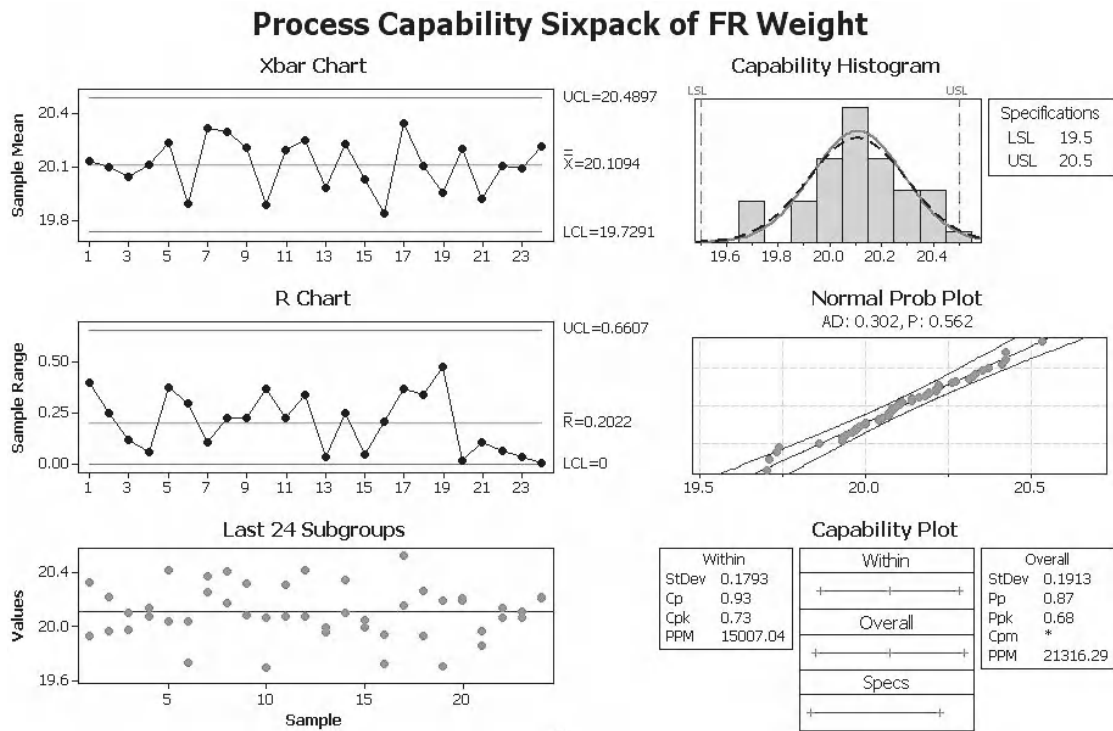 Process Capability Sixpack of FR Weight
Xbar Chart
Sample Mean
20.4
20.1
19.8
1 3 5 7 9 11 13 15 17 19 21 23
UCL=20.4897
X=20.1094
LCL=19.7291
Capability Histogram
LSL
USL
19.6 19.8 20.0 20.2 20.4
Specifications
LSL 19.5
USL 20.5
R Chart
Sample Range
0.50
0.25
0.00
1 3 5 7 9 11 13 15 17 19 21 23
UCL=0.6607
R=0.2022
LCL=0
Normal Prob Plot
AD: 0.302, P: 0.562
19.5 20.0 20.5
Last 24 Subgroups
Values
20.4
20.0
19.6
5 10 15 20
Sample
Capability Plot
Within
StDev 0.1793
Cp 0.93
Cpk 0.73
PPM 15007.04
Within
Overall
Specs
Overall
StDev 0.1913
Pp 0.87
Ppk 0.68
Cpm *
PPM 21316.29